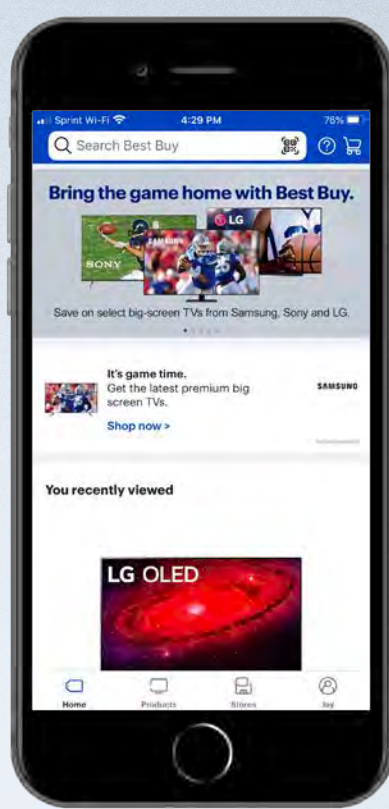 Sprint Wi-Fi 4:29 PM 76%
Search Best Buy
Bring the game home with Best Buy.
LG
SAMSUNG
SONY
Save on select big-screen TVs from Samsung, Sony and LG.
It's game time.
Get the latest premium big
screen TVs.
SAMSUNG
Shop now >
You recently viewed
LG OLED
Home Products Stores